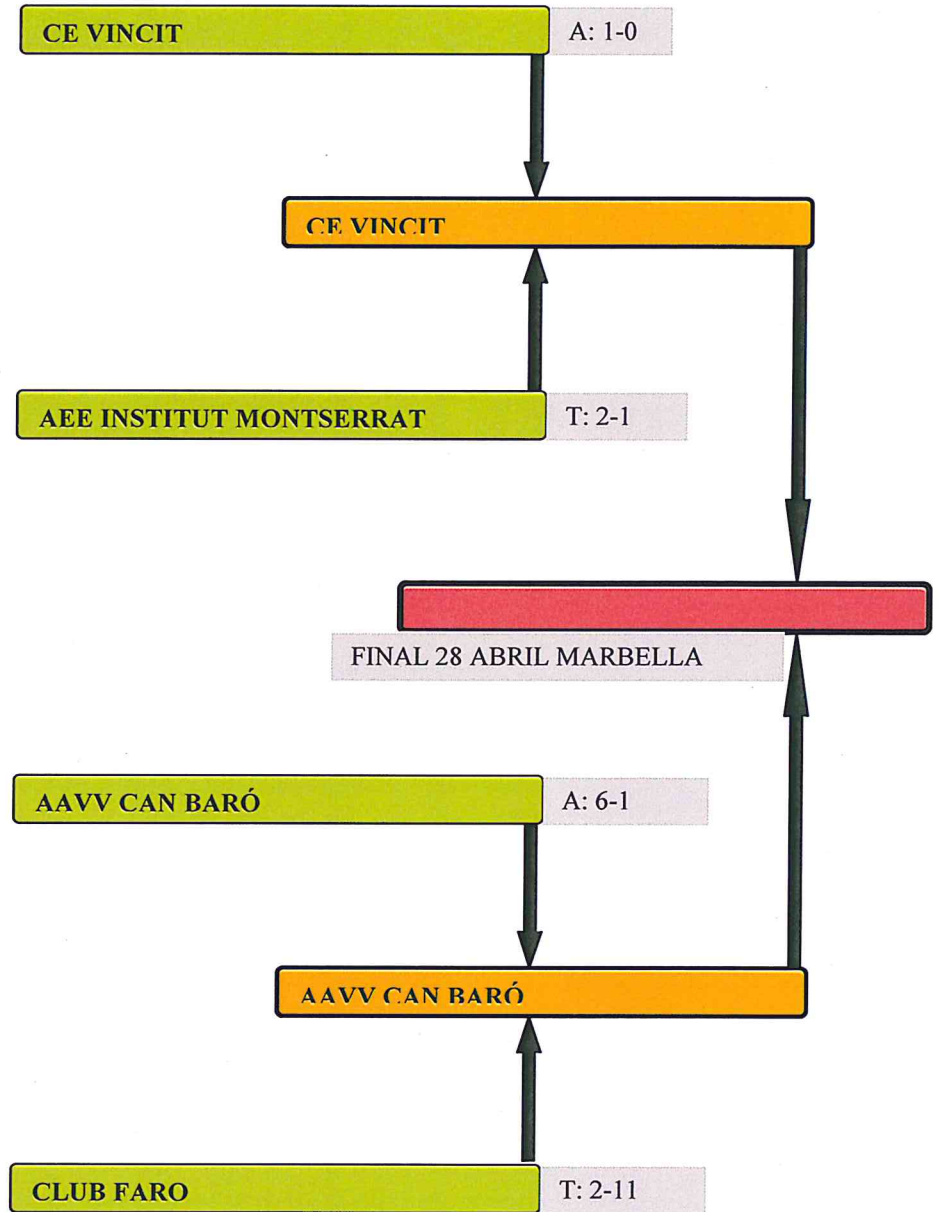 CE VINCIT
A: 1-0
CE VINCIT
AEE INSTITUT MONTSERRAT
T: 2-1
FINAL 28 ABRIL MARBELLA
AAVV CAN BARÓ
A: 6-1
AAVV CAN BARÓ
CLUB FARO
T: 2-11